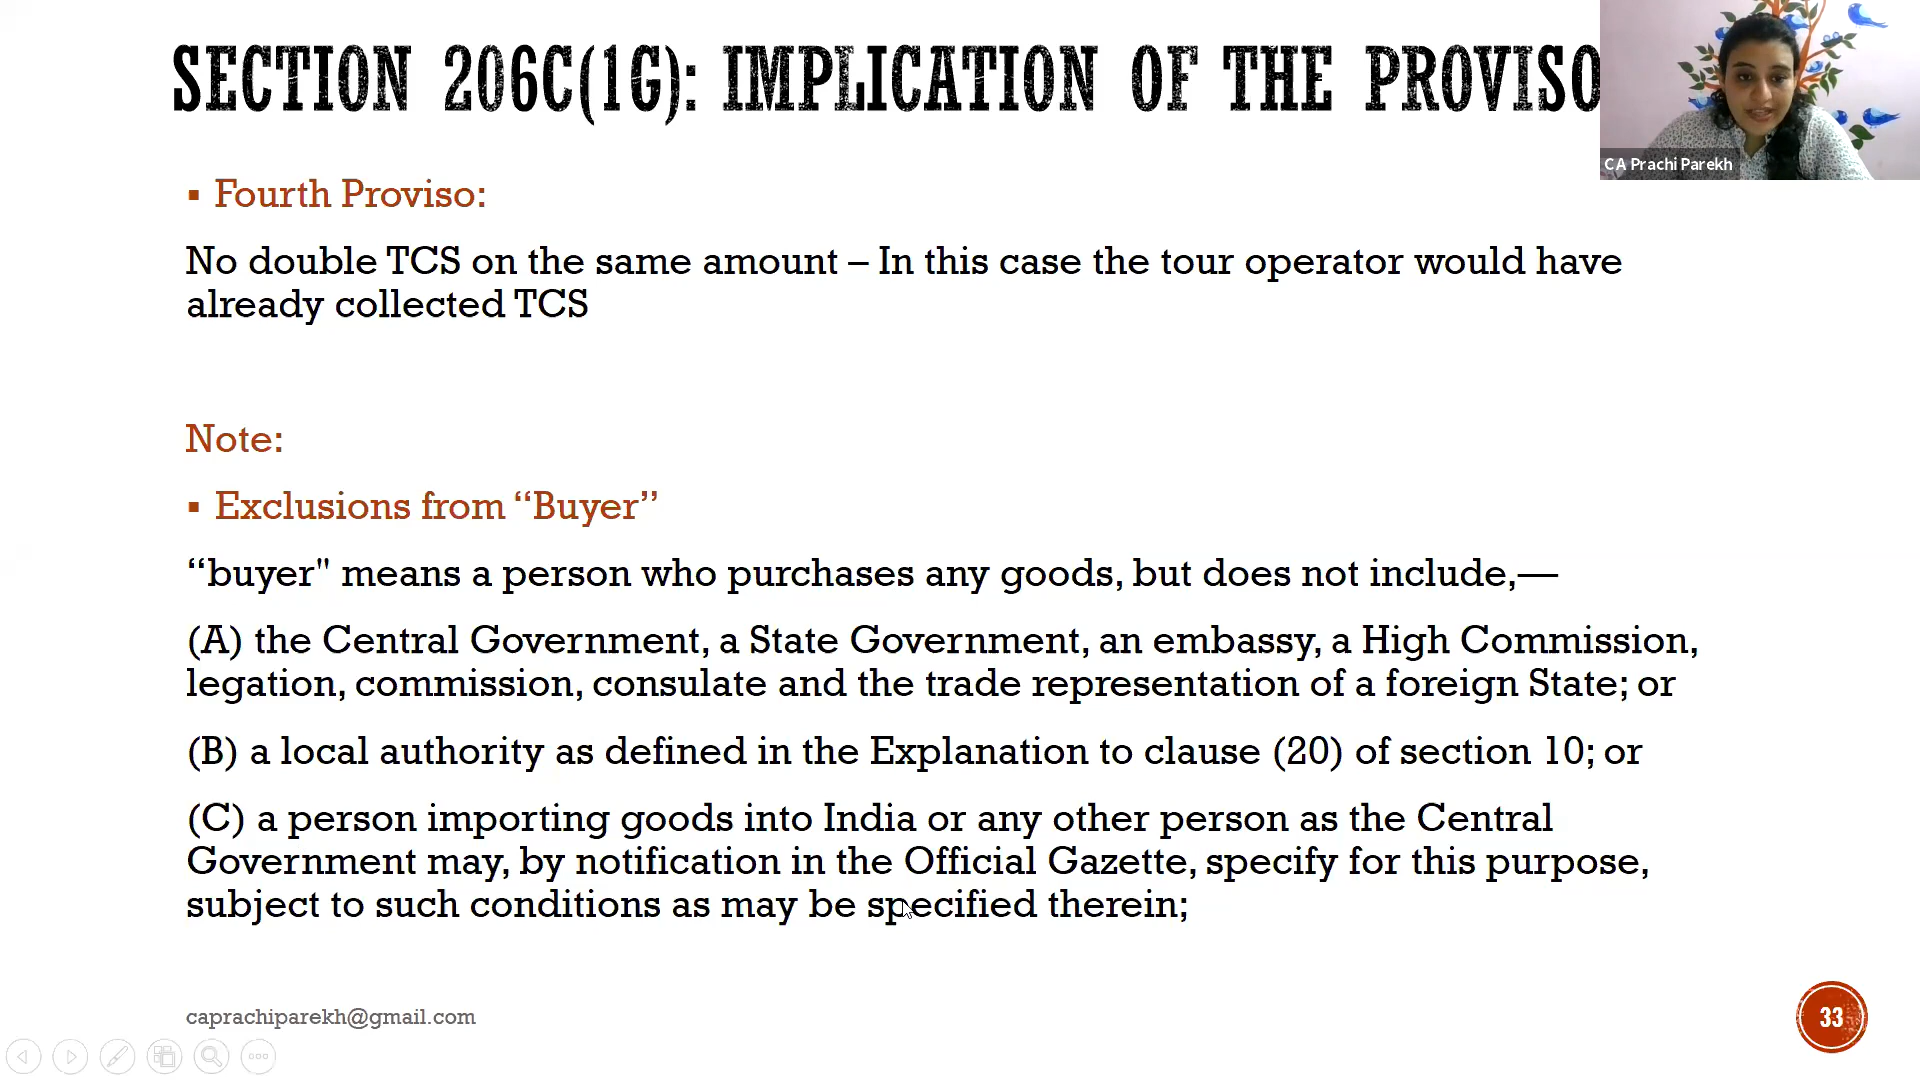 SECTION 206C(1G): IMPLICATION OF THE PROVISO
CA Prachi Parekh
▪ Fourth Proviso:
No double TCS on the same amount – In this case the tour operator would have
already collected TCS
Note:
▪ Exclusions from “Buyer”
“buyer" means a person who purchases any goods, but does not include,—
(A) the Central Government, a State Government, an embassy, a High Commission,
legation, commission, consulate and the trade representation of a foreign State; or
(B) a local authority as defined in the Explanation to clause (20) of section 10; or
(C) a person importing goods into India or any other person as the Central
Government may, by notification in the Official Gazette, specify for this purpose,
subject to such conditions as may be specified therein;
caprachiparekh@gmail.com
33